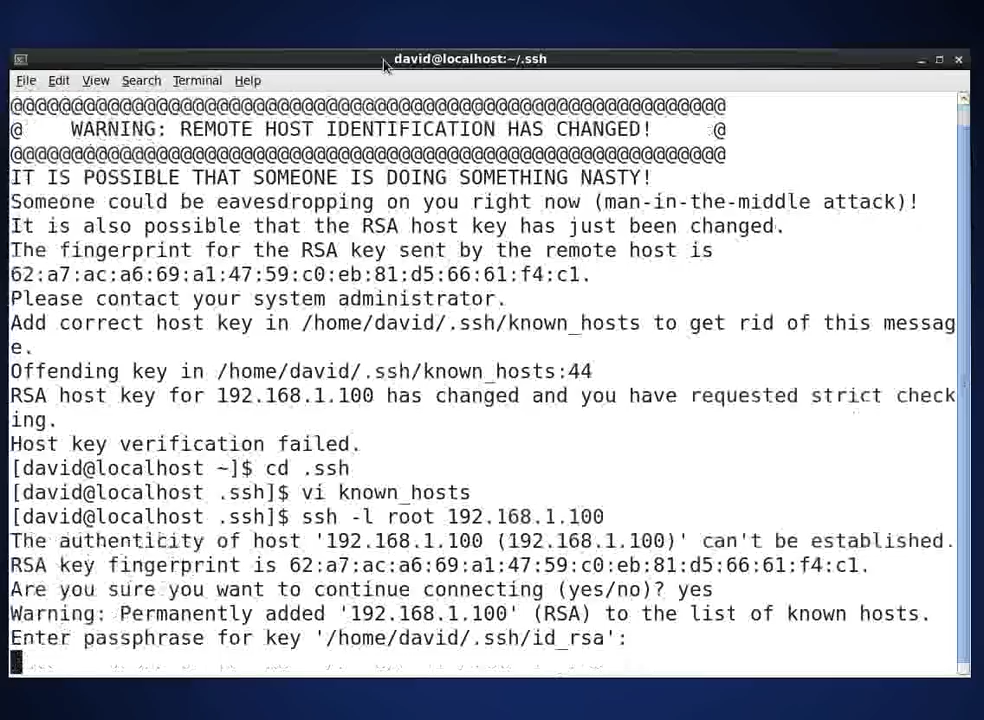 david@localhost:~/.ssh
File Edit View Search Terminal Help
@@@@@@@@@@@@@@@@@@@@@@@@@@@@@@@@@@@@@@@@@@@@@@@@@@@@@@@@@@@
@    WARNING: REMOTE HOST IDENTIFICATION HAS CHANGED!     @
@@@@@@@@@@@@@@@@@@@@@@@@@@@@@@@@@@@@@@@@@@@@@@@@@@@@@@@@@@@
IT IS POSSIBLE THAT SOMEONE IS DOING SOMETHING NASTY!
Someone could be eavesdropping on you right now (man-in-the-middle attack)!
It is also possible that the RSA host key has just been changed.
The fingerprint for the RSA key sent by the remote host is
62:a7:ac:a6:69:a1:47:59:c0:eb:81:d5:66:61:f4:c1.
Please contact your system administrator.
Add correct host key in /home/david/.ssh/known_hosts to get rid of this messag
e.
Offending key in /home/david/.ssh/known_hosts:44
RSA host key for 192.168.1.100 has changed and you have requested strict check
ing.
Host key verification failed.
[david@localhost ~]$ cd .ssh
[david@localhost .ssh]$ vi known_hosts
[david@localhost .ssh]$ ssh -l root 192.168.1.100
The authenticity of host '192.168.1.100 (192.168.1.100)' can't be established.
RSA key fingerprint is 62:a7:ac:a6:69:a1:47:59:c0:eb:81:d5:66:61:f4:c1.
Are you sure you want to continue connecting (yes/no)? yes
Warning: Permanently added '192.168.1.100' (RSA) to the list of known hosts.
Enter passphrase for key '/home/david/.ssh/id_rsa':